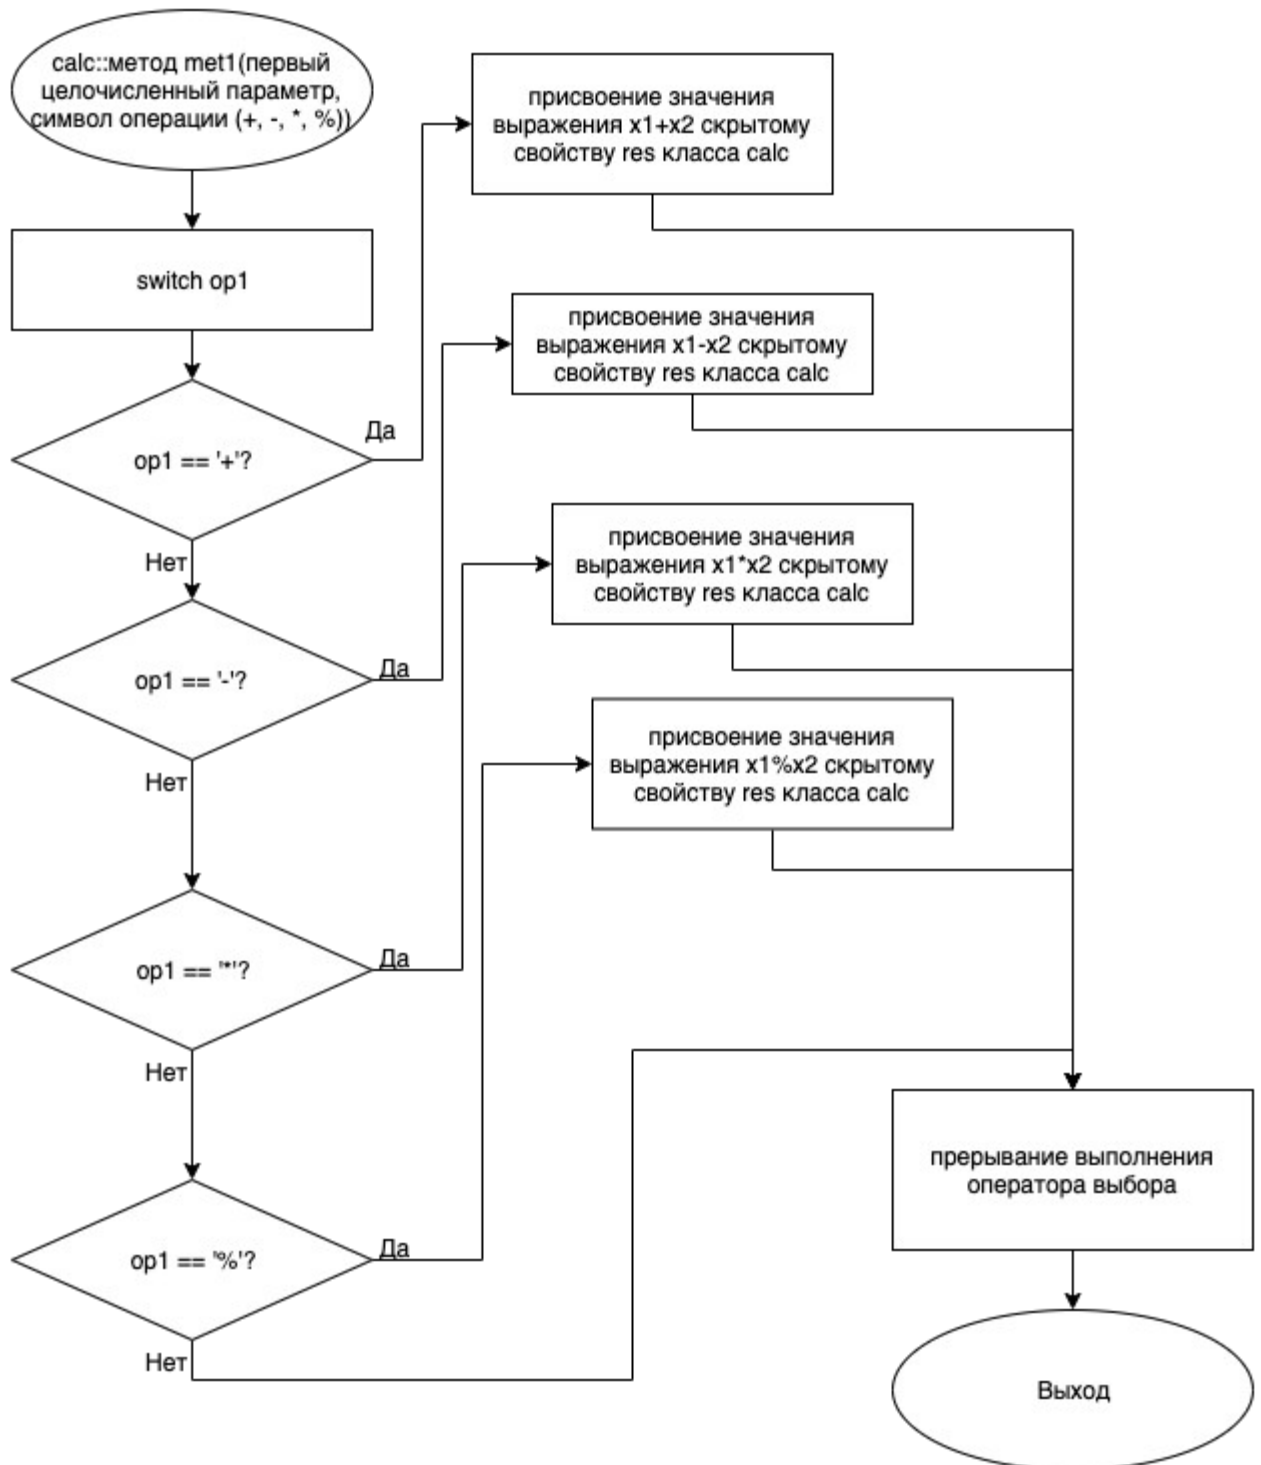 calc::метод met1(первый
целочисленный параметр,
символ операции (+, -, *, %))
присвоение значения
выражения x1+x2 скрытому
свойству res класса calc
switch op1
присвоение значения
выражения x1-x2 скрытому
свойству res класса calc
Да
op1 == '+'?
Нет
присвоение значения
выражения x1*x2 скрытому
свойству res класса calc
Да
op1 == '-'?
Нет
присвоение значения
выражения x1%x2 скрытому
свойству res класса calc
Да
op1 == '*'?
Нет
прерывание выполнения
оператора выбора
Да
op1 == '%'?
Нет
Выход